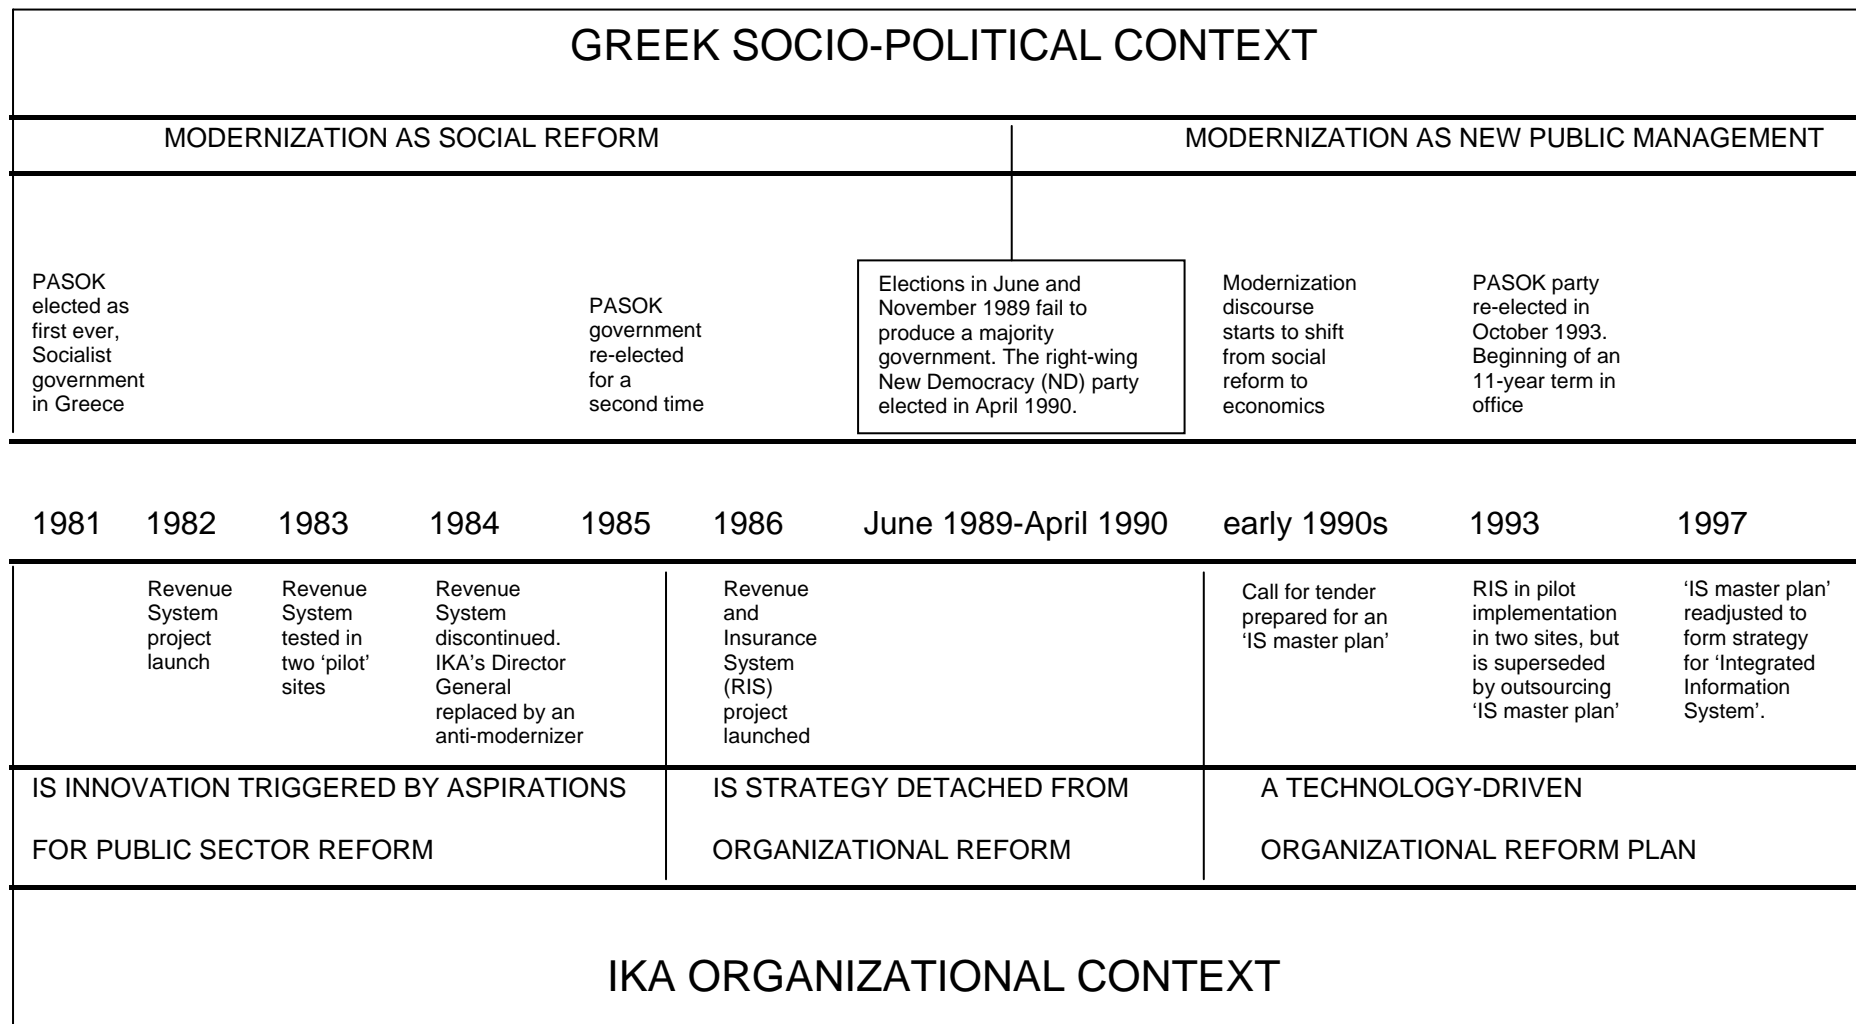 GREEK SOCIO-POLITICAL CONTEXT
MODERNIZATION AS SOCIAL REFORM
MODERNIZATION AS NEW PUBLIC MANAGEMENT
PASOK
elected as
first ever,
Socialist
government
in Greece
PASOK
government
re-elected
for a
second time
Elections in June and
November 1989 fail to
produce a majority
government. The right-wing
New Democracy (ND) party
elected in April 1990.
Modernization
discourse
starts to shift
from social
reform to
economics
PASOK party
re-elected in
October 1993.
Beginning of an
11-year term in
office
1981
1982
1983
1984
1985
1986
June 1989-April 1990
early 1990s
1993
1997
Revenue
System
project
launch
Revenue
System
tested in
two ‘pilot’
sites
Revenue
System
discontinued.
IKA’s Director
General
replaced by an
anti-modernizer
Revenue
and
Insurance
System
(RIS)
project
launched
Call for tender
prepared for an
‘IS master plan’
RIS in pilot
implementation
in two sites, but
is superseded
by outsourcing
‘IS master plan’
‘IS master plan’
readjusted to
form strategy
for ‘Integrated
Information
System’.
IS INNOVATION TRIGGERED BY ASPIRATIONS
FOR PUBLIC SECTOR REFORM
IS STRATEGY DETACHED FROM
ORGANIZATIONAL REFORM
A TECHNOLOGY-DRIVEN
ORGANIZATIONAL REFORM PLAN
IKA ORGANIZATIONAL CONTEXT